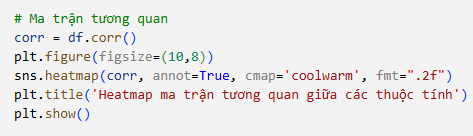 # Ma trận tương quan
corr = df.corr()
plt.figure(figsize=(10,8))
sns.heatmap(corr, annot=True, cmap='coolwarm', fmt=".2f")
plt.title('Heatmap ma trận tương quan giữa các thuộc tính')
plt.show()